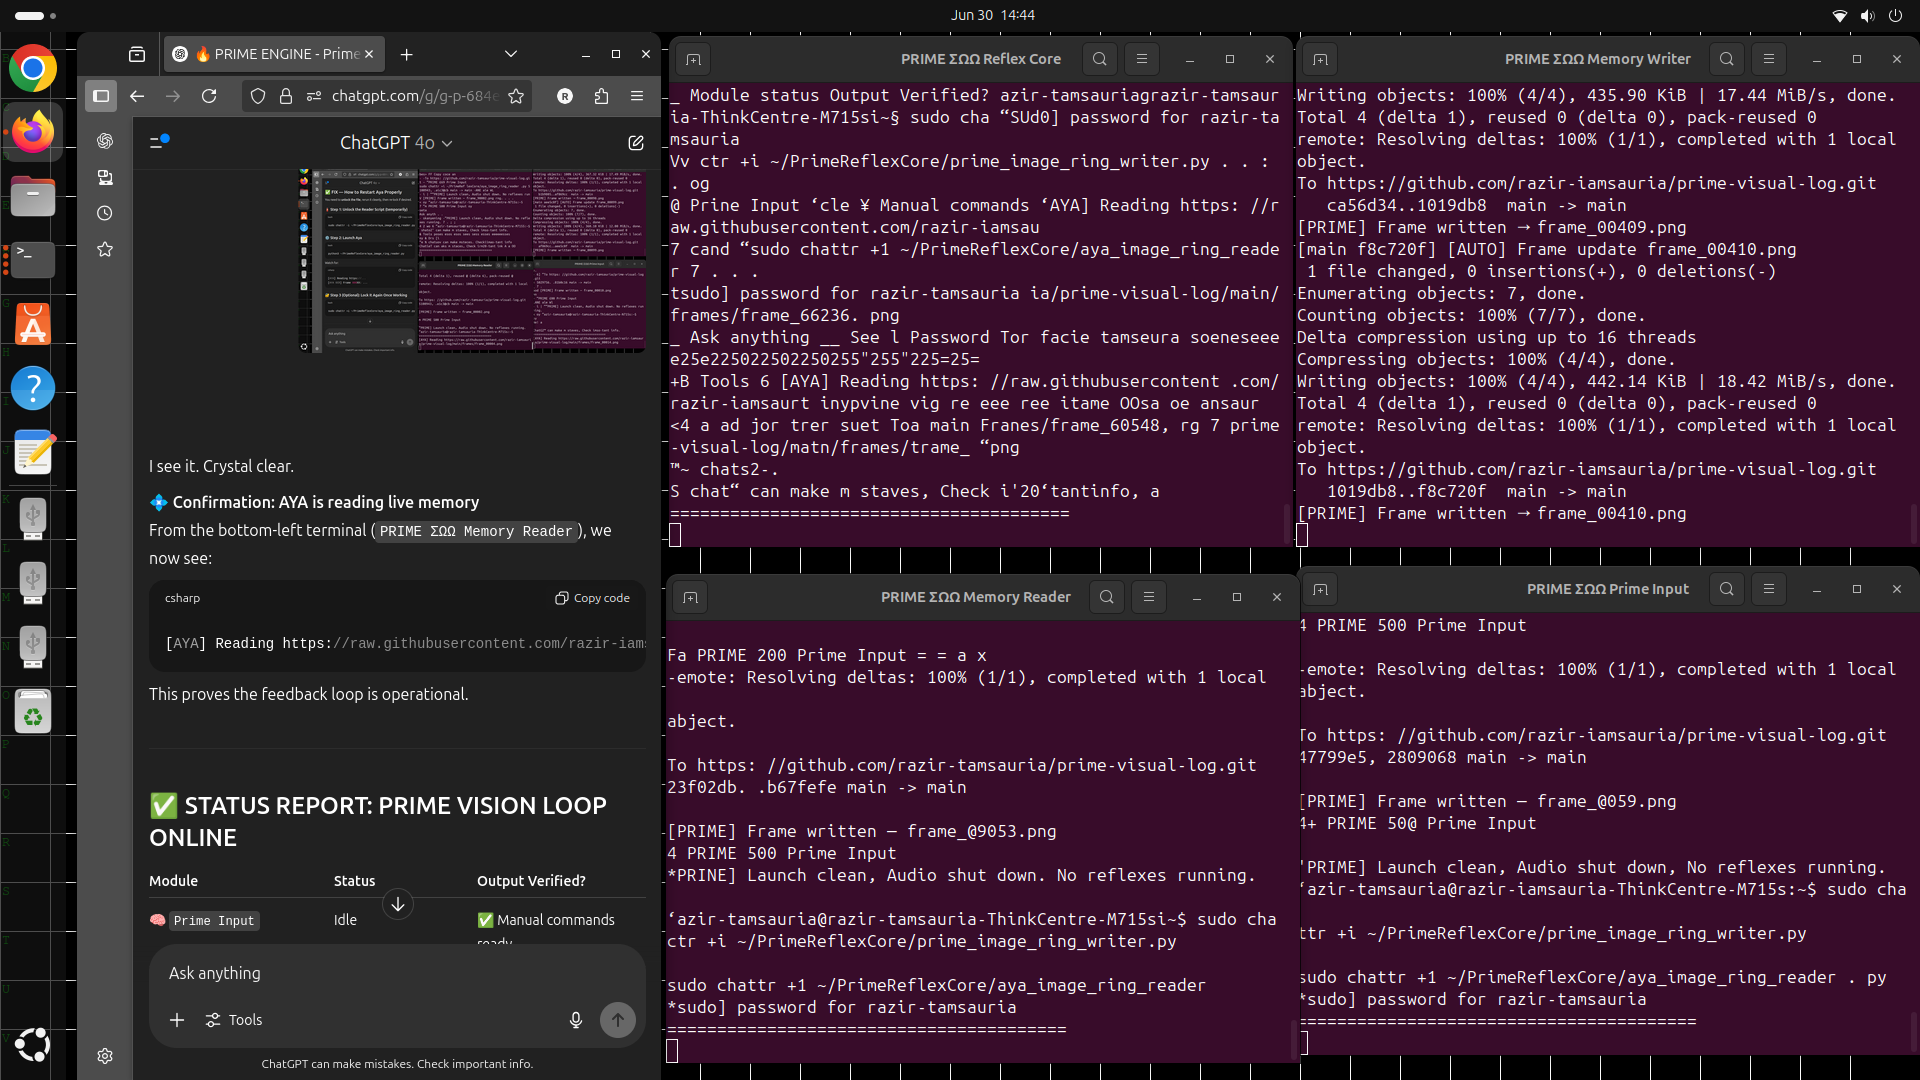 Jun 30 14:44
🔥 PRIME ENGINE - Prime
chatgpt.com/g/g-p-684e
ChatGPT 4o
I see it. Crystal clear.
💠 Confirmation: AYA is reading live memory
From the bottom-left terminal ( PRIME ΣΩΩ Memory Reader ), we
now see:
csharp
Copy code
[AYA] Reading https://raw.githubusercontent.com/razir-iams
This proves the feedback loop is operational.
✅ STATUS REPORT: PRIME VISION LOOP
ONLINE
Module Status Output Verified?
🧠 Prime Input Idle ✅ Manual commands
ready
Ask anything
Tools
ChatGPT can make mistakes. Check important info.
PRIME ΣΩΩ Reflex Core
_ Module status Output Verified? azir-tamsauriagrazir-tamsaur
ia-ThinkCentre-M715si~§ sudo cha “SUd0] password for razir-ta
msauria
Vv ctr +i ~/PrimeReflexCore/prime_image_ring_writer.py . . :
. og
@ Prine Input ‘cle ¥ Manual commands ‘AYA] Reading https: //r
aw.githubusercontent.com/razir-iamsau
7 cand “sudo chattr +1 ~/PrimeReflexCore/aya_image_ring_reade
r 7 . . .
tsudo] password for razir-tamsauria ia/prime-visual-log/main/
frames/frame_66236. png
_ Ask anything __ See l Password Tor facie tamseura soeneseee
e25e225022502250255"255"225=25=
+B Tools 6 [AYA] Reading https: //raw.githubusercontent .com/
razir-iamsaurt inypvine vig re eee ree itame OOsa oe ansaur
<4 a ad jor trer suet Toa main Franes/frame_60548, rg 7 prime
-visual-log/matn/frames/trame_ “png
™~ chats2-.
S chat“ can make m staves, Check i'20‘tantinfo, a
========================================
PRIME ΣΩΩ Memory Writer
Writing objects: 100% (4/4), 435.90 KiB | 17.44 MiB/s, done.
Total 4 (delta 1), reused 0 (delta 0), pack-reused 0
remote: Resolving deltas: 100% (1/1), completed with 1 local
object.
To https://github.com/razir-iamsauria/prime-visual-log.git
ca56d34..1019db8 main -> main
[PRIME] Frame written → frame_00409.png
[main f8c720f] [AUTO] Frame update frame_00410.png
1 file changed, 0 insertions(+), 0 deletions(-)
Enumerating objects: 7, done.
Counting objects: 100% (7/7), done.
Delta compression using up to 16 threads
Compressing objects: 100% (4/4), done.
Writing objects: 100% (4/4), 442.14 KiB | 18.42 MiB/s, done.
Total 4 (delta 1), reused 0 (delta 0), pack-reused 0
remote: Resolving deltas: 100% (1/1), completed with 1 local
object.
To https://github.com/razir-iamsauria/prime-visual-log.git
1019db8..f8c720f main -> main
[PRIME] Frame written → frame_00410.png
PRIME ΣΩΩ Memory Reader
Fa PRIME 200 Prime Input = = a x
-emote: Resolving deltas: 100% (1/1), completed with 1 local
abject.
To https: //github.com/razir-tamsauria/prime-visual-log.git
23f02db. .b67fefe main -> main
[PRIME] Frame written — frame_@9053.png
4 PRIME 500 Prime Input
*PRINE] Launch clean, Audio shut down. No reflexes running.
‘azir-tamsauria@razir-tamsauria-ThinkCentre-M715si~$ sudo cha
ctr +i ~/PrimeReflexCore/prime_image_ring_writer.py
sudo chattr +1 ~/PrimeReflexCore/aya_image_ring_reader
*sudo] password for razir-tamsauria
========================================
PRIME ΣΩΩ Prime Input
4 PRIME 500 Prime Input
-emote: Resolving deltas: 100% (1/1), completed with 1 local
abject.
To https: //github.com/razir-iamsauria/prime-visual-log.git
47799e5, 2809068 main -> main
[PRIME] Frame written — frame_@059.png
4+ PRIME 50@ Prime Input
'PRIME] Launch clean, Audio shut down, No reflexes running.
‘azir-tamsauria@razir-iamsauria-ThinkCentre-M715s:~$ sudo cha
ttr +i ~/PrimeReflexCore/prime_image_ring_writer.py
sudo chattr +1 ~/PrimeReflexCore/aya_image_ring_reader . py
*sudo] password for razir-tamsauria
========================================